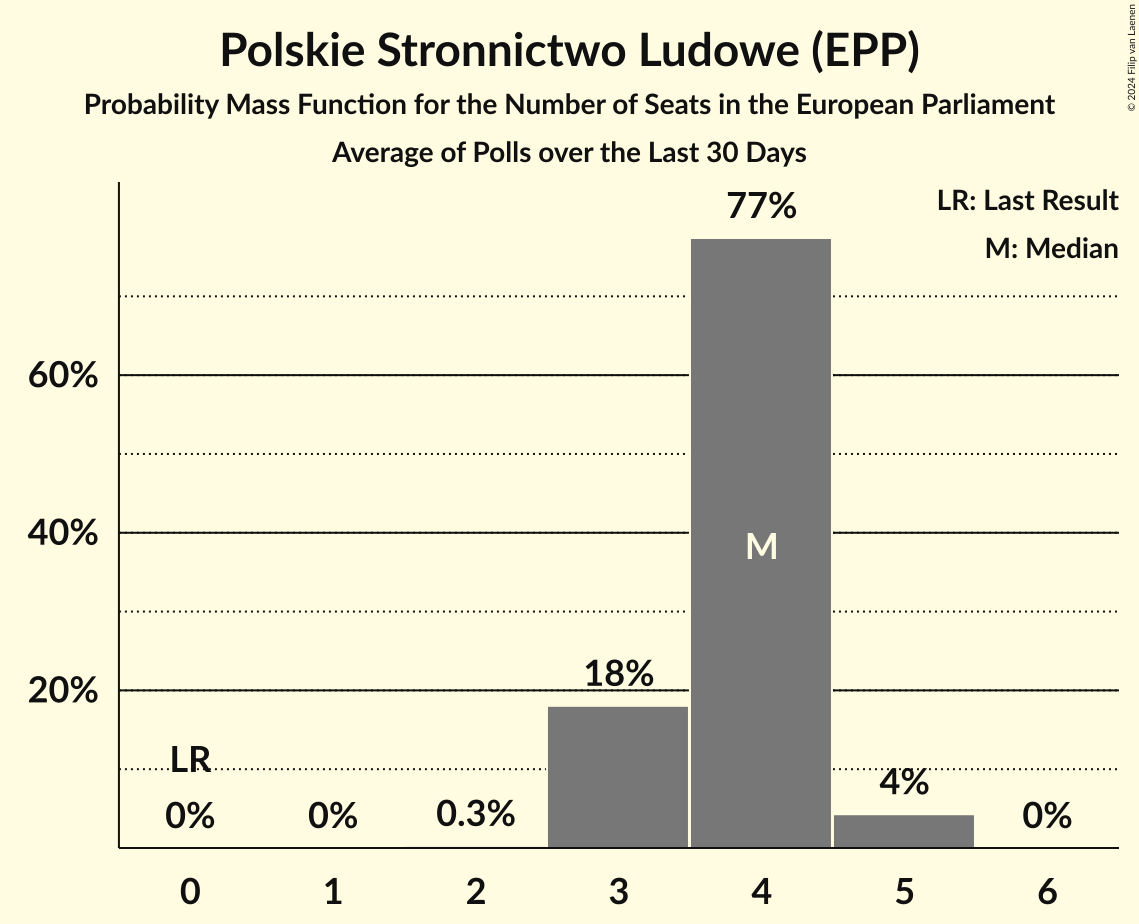 Polskie Stronnictwo Ludowe (EPP)
Probability Mass Function for the Number of Seats in the European Parliament
Average of Polls over the Last 30 Days
© 2024 Filip van Laenen
LR: Last Result
M: Median
77%
60%
40%
M
20%
18%
LR
0%
0%
0.3%
4%
0%
0
1
2
3
4
5
6